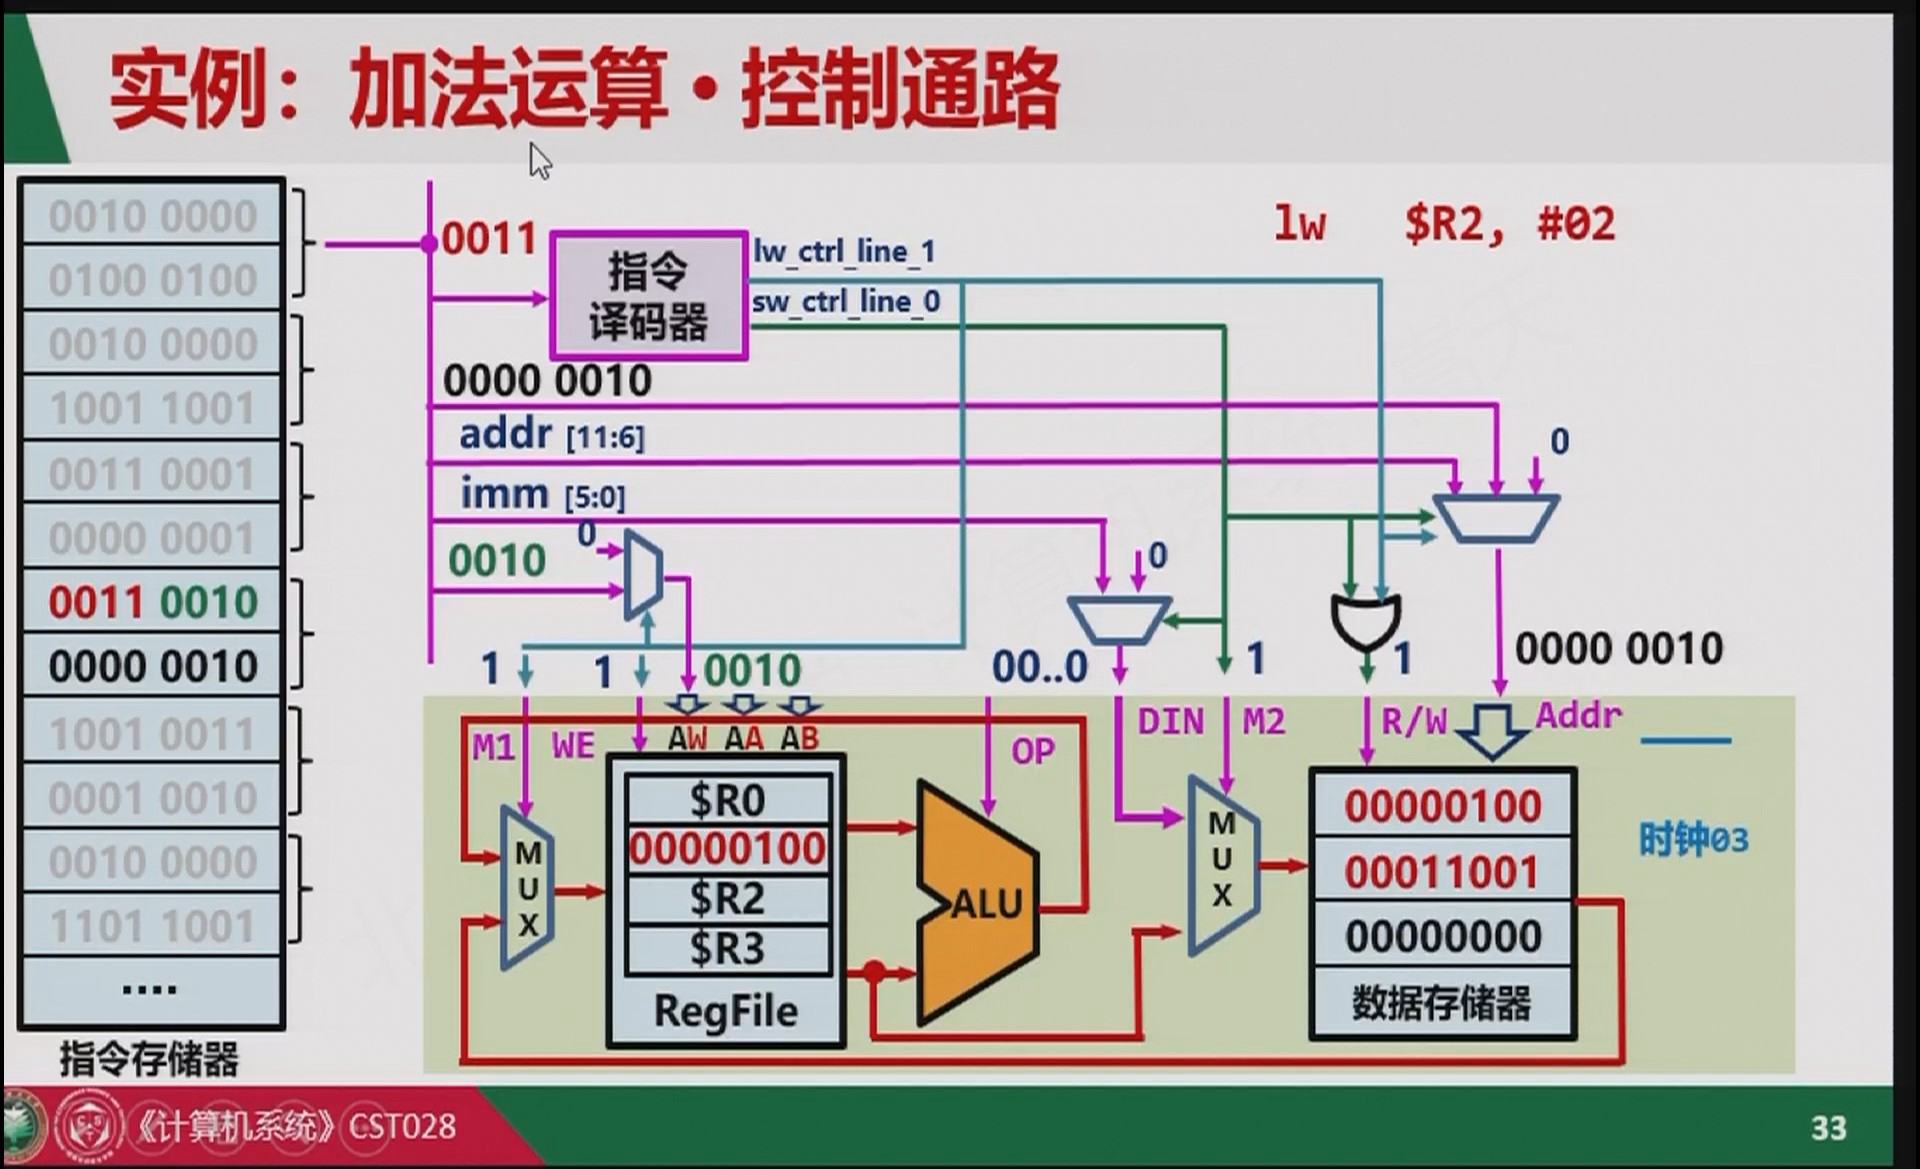 实例：加法运算·控制通路
0010 0000
0100 0100
0010 0000
1001 1001
0011 0001
0000 0001
0011 0010
0000 0010
1001 0011
0001 0010
0010 0000
1101 1001
....
指令存储器
0011
指令
译码器
lw_ctrl_line_1
sw_ctrl_line_0
lw $R2, #02
0000 0010
addr [11:6]
imm [5:0]
0
0010
0
0
1
1
0010
00..0
1
1
0000 0010
M1
WE
AW AA AB
OP
DIN
M2
R/W
Addr
MUX
$R0
00000100
$R2
$R3
RegFile
ALU
MUX
00000100
00011001
00000000
数据存储器
时钟03
《计算机系统》CST028
33